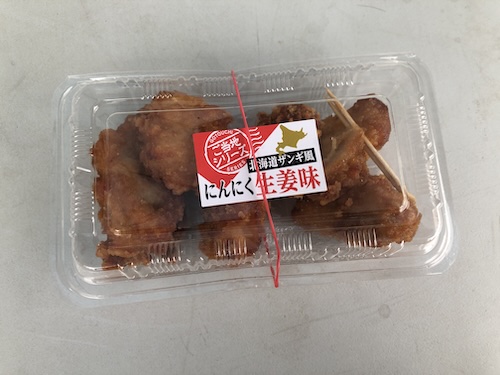 ご当地
シリーズ
北海道ザンギ風
にんにく生姜味